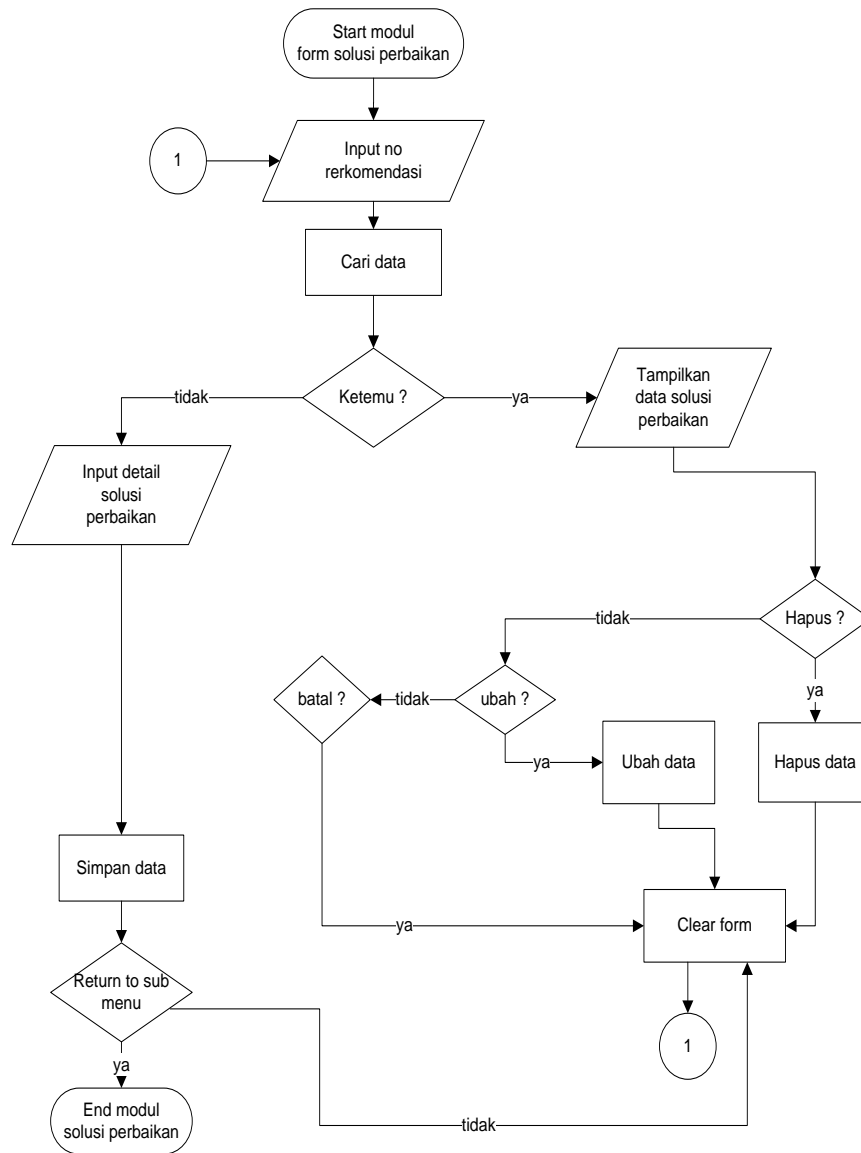 Start modul
form solusi perbaikan
1
Input no
rerkomendasi
Cari data
Ketemu ?
tidak
ya
Tampilkan
data solusi
perbaikan
Input detail
solusi
perbaikan
Hapus ?
tidak
ya
batal ?
tidak
ubah ?
ya
Ubah data
Hapus data
Simpan data
ya
Clear form
Return to sub
menu
1
ya
End modul
solusi perbaikan
tidak